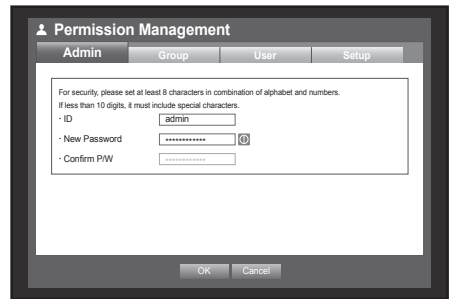 Permission Management
Admin Group User Setup
For security, please set at least 8 characters in combination of alphabet and numbers.
If less than 10 digits, it must include special characters.
· ID admin
· New Password ************
· Confirm P/W ************
OK Cancel